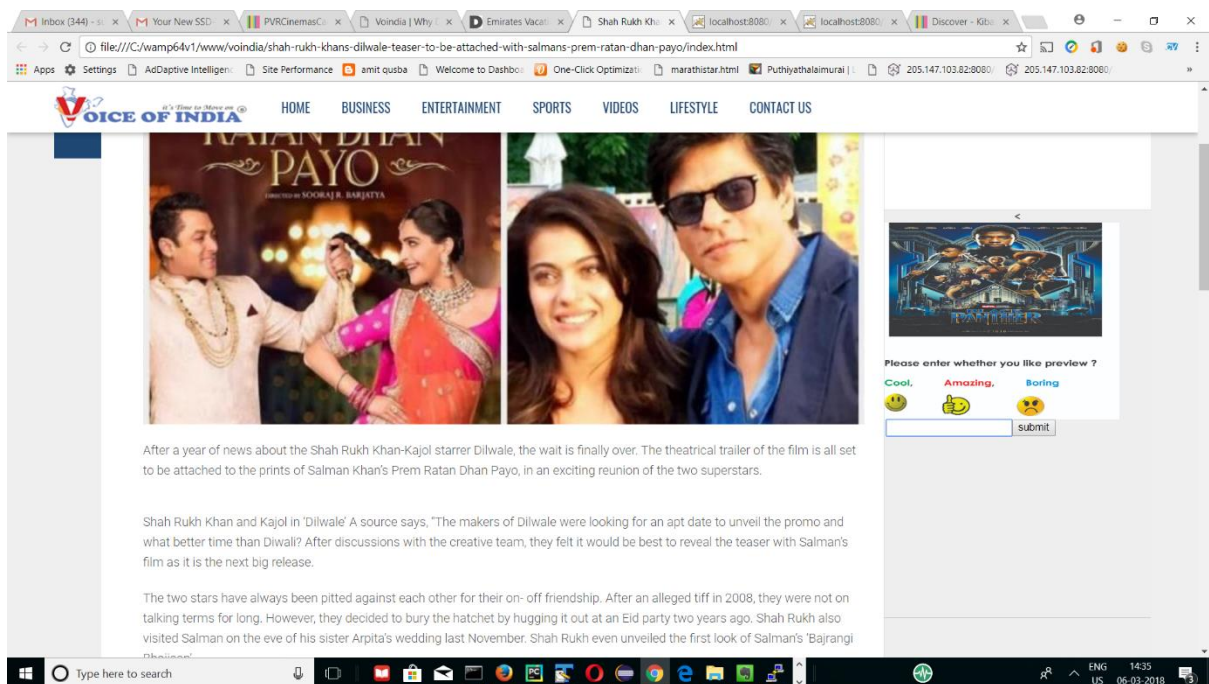 Inbox (344) - su
Your New SSD-
PVRCinemasCo
Voindia | Why D
Emirates Vacati
Shah Rukh Kha
localhost:8080/
localhost:8080
Discover - Kiba
file:///C:/wamp64v1/www/voindia/shah-rukh-khans-dilwale-teaser-to-be-attached-with-salmans-prem-ratan-dhan-payo/index.html
Apps Settings AdDaptive Intelligenc Site Performance amit qusba Welcome to Dashbo One-Click Optimizati marathistar.html Puthiyathalaimurai | 205.147.103.82:8080/ 205.147.103.82:8080/ »
it's Time to Move on
VOICE OF INDIA
HOME BUSINESS ENTERTAINMENT SPORTS VIDEOS LIFESTYLE CONTACT US
RATAN DHAN
PAYO
DIRECTED BY SOORAJ R. BARJATYA
<
PANTHER
Please enter whether you like preview ?
Cool, Amazing, Boring
submit
After a year of news about the Shah Rukh Khan-Kajol starrer Dilwale, the wait is finally over. The theatrical trailer of the film is all set
to be attached to the prints of Salman Khan's Prem Ratan Dhan Payo, in an exciting reunion of the two superstars.
Shah Rukh Khan and Kajol in 'Dilwale' A source says, "The makers of Dilwale were looking for an apt date to unveil the promo and
what better time than Diwali? After discussions with the creative team, they felt it would be best to reveal the teaser with Salman's
film as it is the next big release.
The two stars have always been pitted against each other for their on- off friendship. After an alleged tiff in 2008, they were not on
talking terms for long. However, they decided to bury the hatchet by hugging it out at an Eid party two years ago. Shah Rukh also
visited Salman on the eve of his sister Arpita's wedding last November. Shah Rukh even unveiled the first look of Salman's 'Bajrangi
Bhaijaan'
Type here to search
ENG 14:35
US 06-03-2018